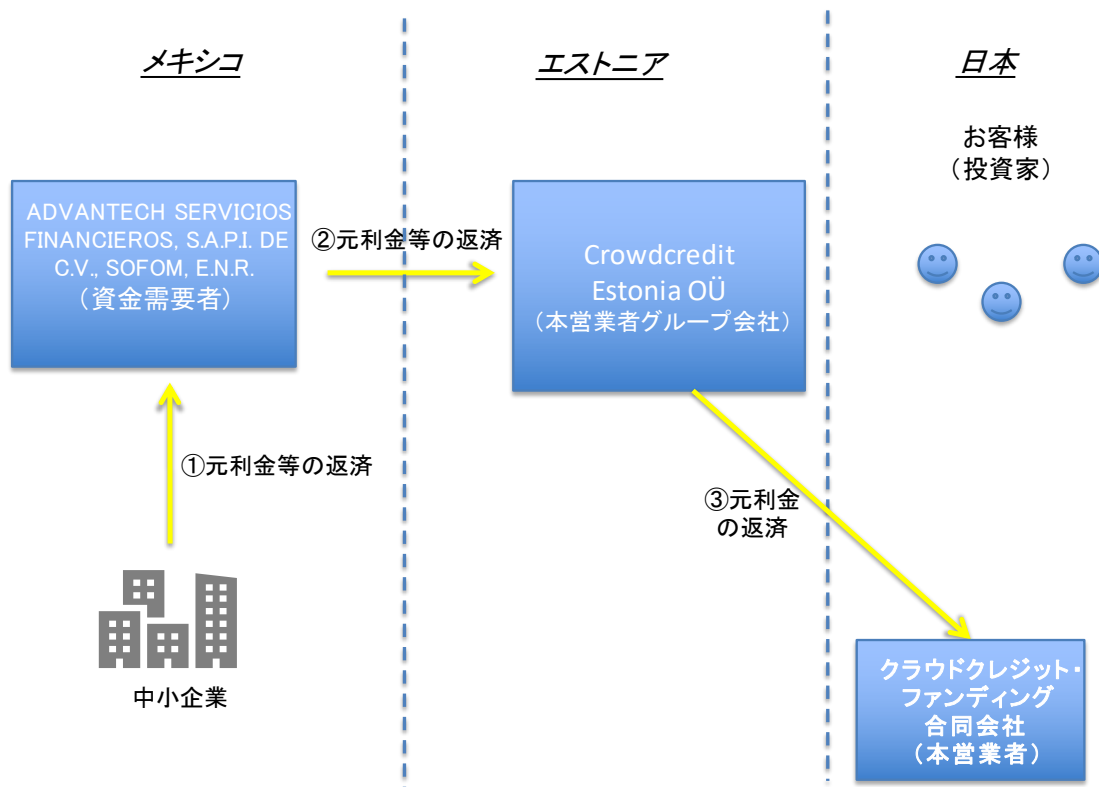 メキシコ
エストニア
日本
お客様
（投資家）
ADVANTECH SERVICIOS
FINANCIEROS, S.A.P.I. DE
C.V., SOFOM, E.N.R.
（資金需要者）
②元利金等の返済
Crowdcredit
Estonia OÜ
（本営業者グループ会社）
①元利金等の返済
③元利金
の返済
中小企業
クラウドクレジット・
ファンディング
合同会社
（本営業者）